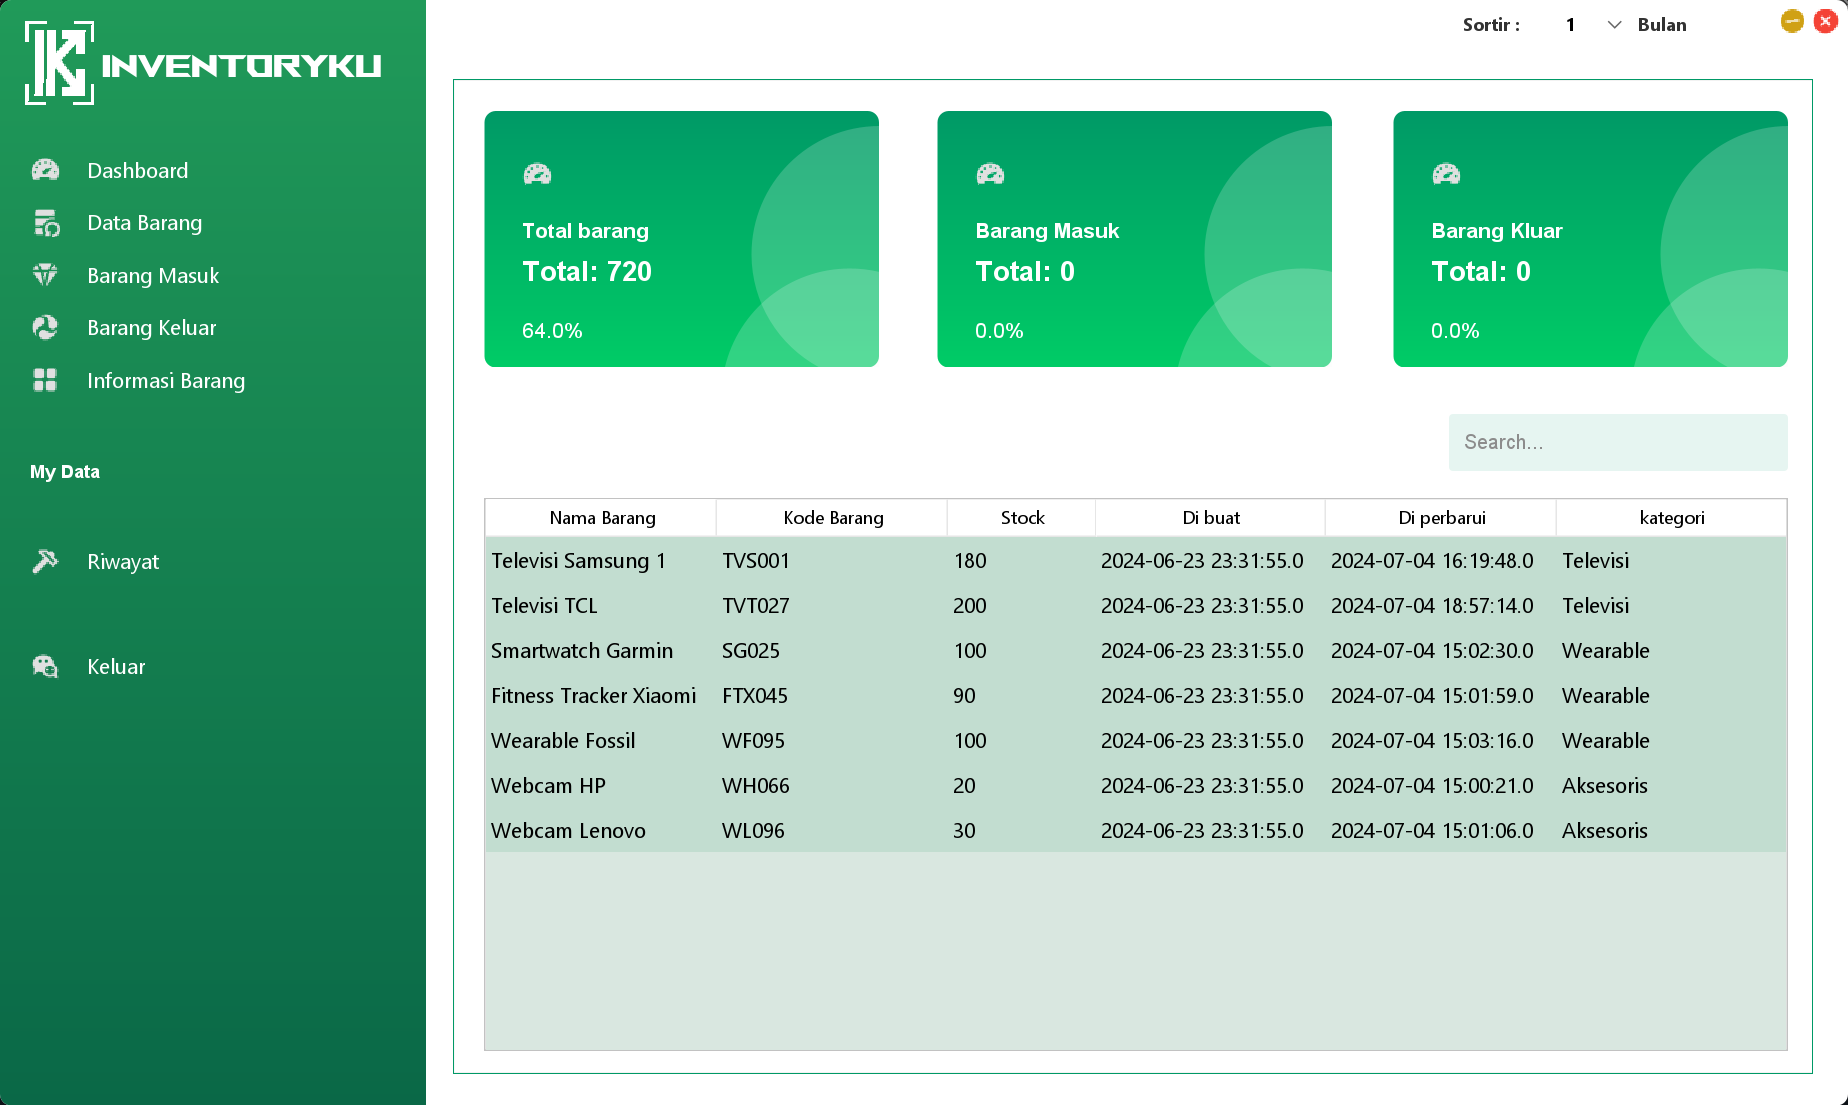 INVENTORYKU
Dashboard
Data Barang
Barang Masuk
Barang Keluar
Informasi Barang
My Data
Riwayat
Keluar
Sortir : 1 Bulan
Total barang
Total: 720
64.0%
Barang Masuk
Total: 0
0.0%
Barang Kluar
Total: 0
0.0%
Search...
Nama Barang Kode Barang Stock Di buat Di perbarui kategori
Televisi Samsung 1 TVS001 180 2024-06-23 23:31:55.0 2024-07-04 16:19:48.0 Televisi
Televisi TCL TVT027 200 2024-06-23 23:31:55.0 2024-07-04 18:57:14.0 Televisi
Smartwatch Garmin SG025 100 2024-06-23 23:31:55.0 2024-07-04 15:02:30.0 Wearable
Fitness Tracker Xiaomi FTX045 90 2024-06-23 23:31:55.0 2024-07-04 15:01:59.0 Wearable
Wearable Fossil WF095 100 2024-06-23 23:31:55.0 2024-07-04 15:03:16.0 Wearable
Webcam HP WH066 20 2024-06-23 23:31:55.0 2024-07-04 15:00:21.0 Aksesoris
Webcam Lenovo WL096 30 2024-06-23 23:31:55.0 2024-07-04 15:01:06.0 Aksesoris